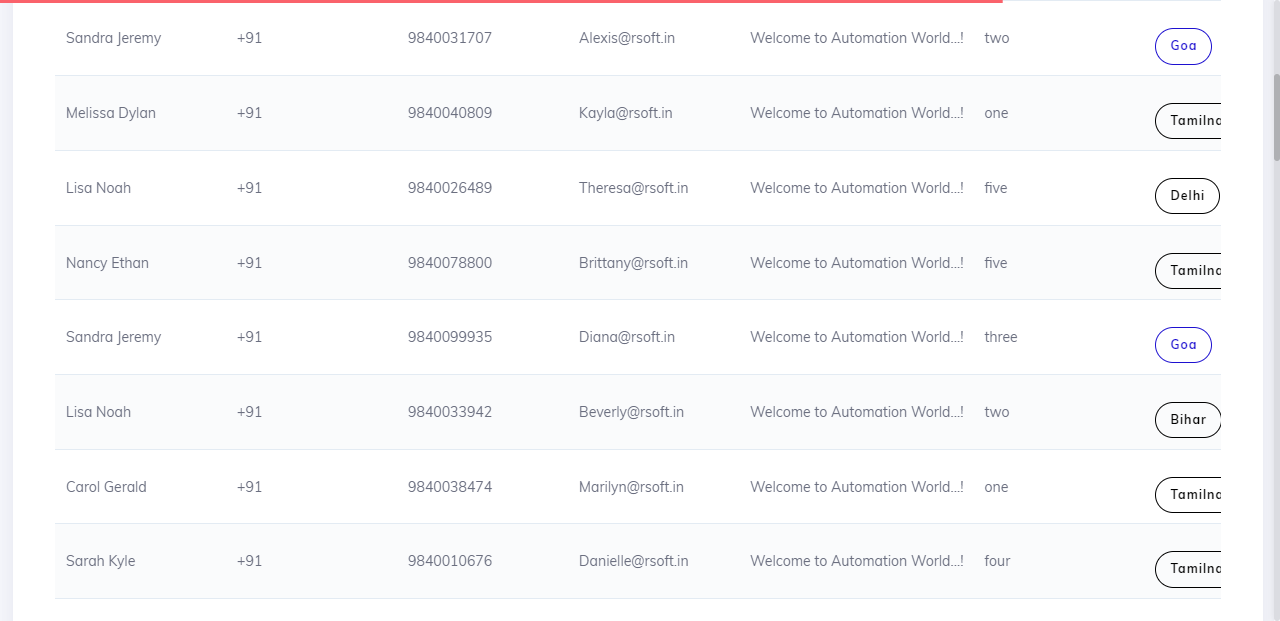 Sandra Jeremy +91 9840031707 Alexis@rsoft.in Welcome to Automation World...! two Goa
Melissa Dylan +91 9840040809 Kayla@rsoft.in Welcome to Automation World...! one Tamilna
Lisa Noah +91 9840026489 Theresa@rsoft.in Welcome to Automation World...! five Delhi
Nancy Ethan +91 9840078800 Brittany@rsoft.in Welcome to Automation World...! five Tamilna
Sandra Jeremy +91 9840099935 Diana@rsoft.in Welcome to Automation World...! three Goa
Lisa Noah +91 9840033942 Beverly@rsoft.in Welcome to Automation World...! two Bihar
Carol Gerald +91 9840038474 Marilyn@rsoft.in Welcome to Automation World...! one Tamilna
Sarah Kyle +91 9840010676 Danielle@rsoft.in Welcome to Automation World...! four Tamilna